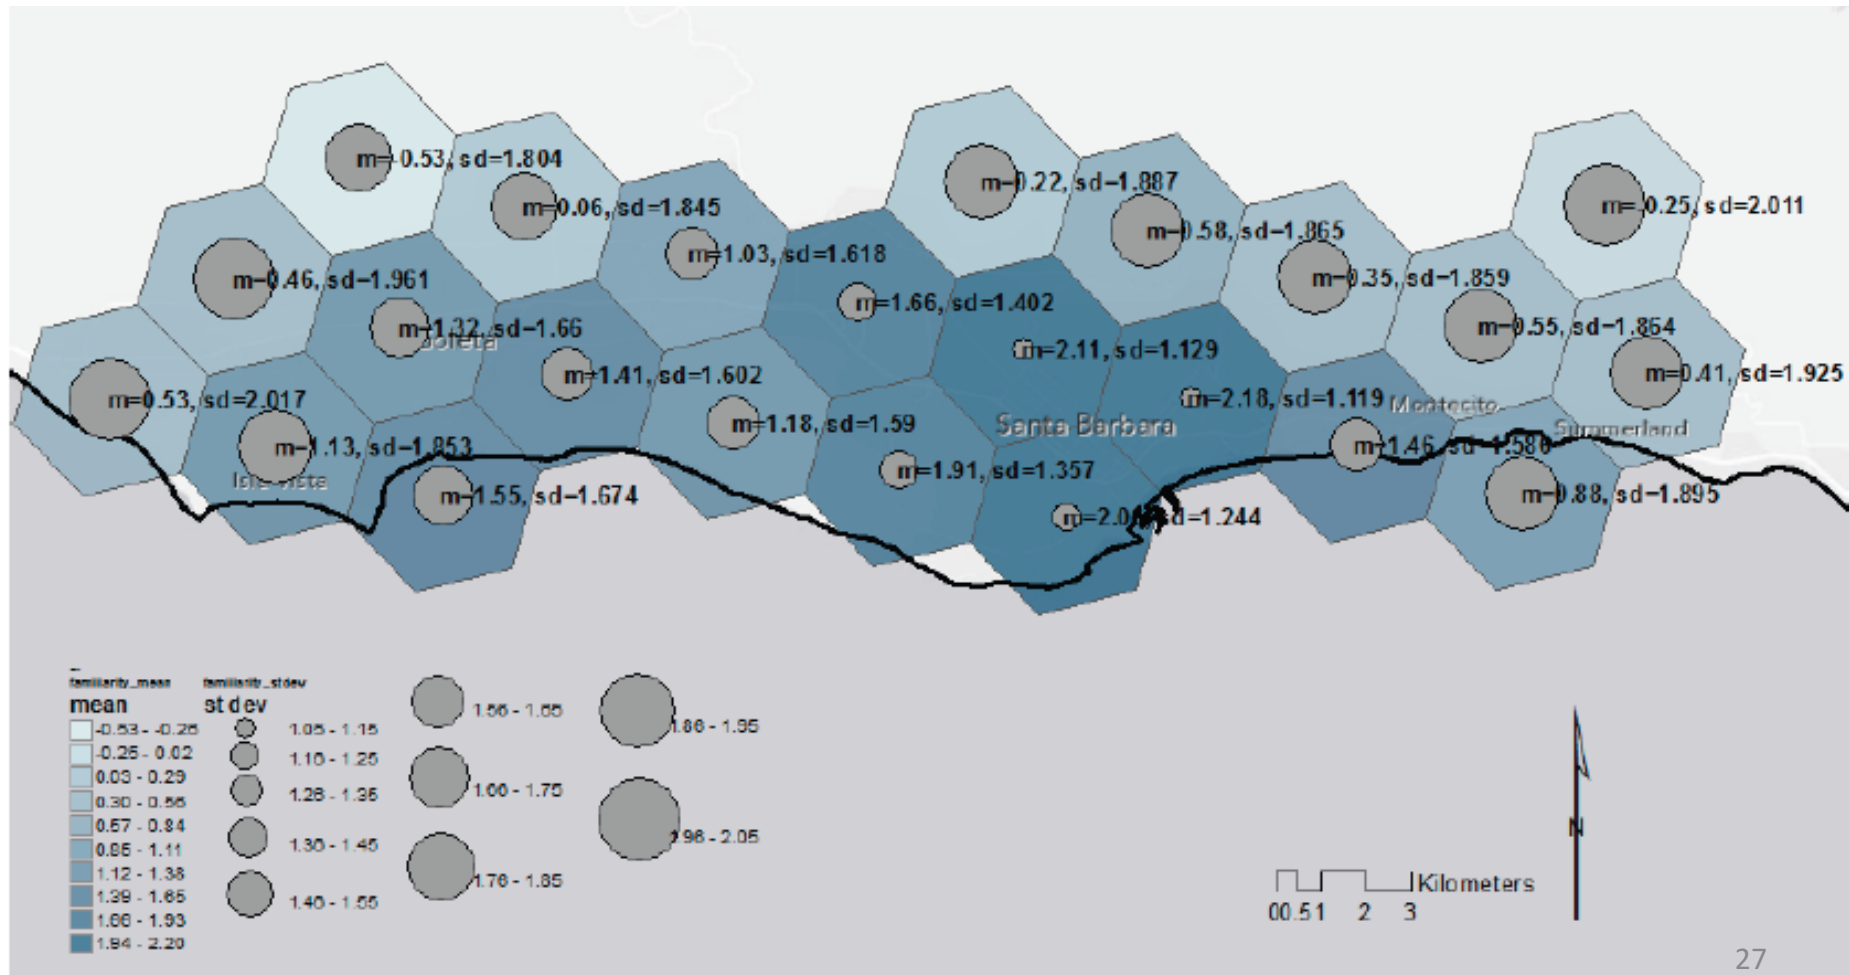 m=-0.53, sd=1.804
m=0.06, sd=1.845
m=0.22, sd=1.887
m=0.58, sd=1.865
m=-0.25, sd=2.011
m=1.03, sd=1.618
m=0.46, sd=1.961
m=0.35, sd=1.859
m=1.66, sd=1.402
m=1.32, sd=1.66
Goleta
m=0.55, sd=1.864
m=2.11, sd=1.129
m=1.41, sd=1.602
m=0.41, sd=1.925
m=0.53, sd=2.017
m=2.18, sd=1.119
Montecito
m=1.18, sd=1.59
Santa Barbara
Summerland
m=1.13, sd=1.853
m=1.46, sd=1.586
m=1.91, sd=1.357
Isla Vista
m=1.55, sd=1.674
m=0.88, sd=1.895
sd=1.244
familiarity_mean
mean
-0.53 - -0.26
-0.25 - 0.02
0.03 - 0.29
0.30 - 0.56
0.57 - 0.84
0.85 - 1.11
1.12 - 1.38
1.39 - 1.65
1.66 - 1.93
1.94 - 2.20
familiarity_stdev
st dev
1.05 - 1.15
1.16 - 1.25
1.26 - 1.35
1.36 - 1.45
1.46 - 1.55
1.56 - 1.65
1.66 - 1.75
1.76 - 1.85
1.86 - 1.95
1.96 - 2.05
N
Kilometers
0 0.5 1 2 3
27